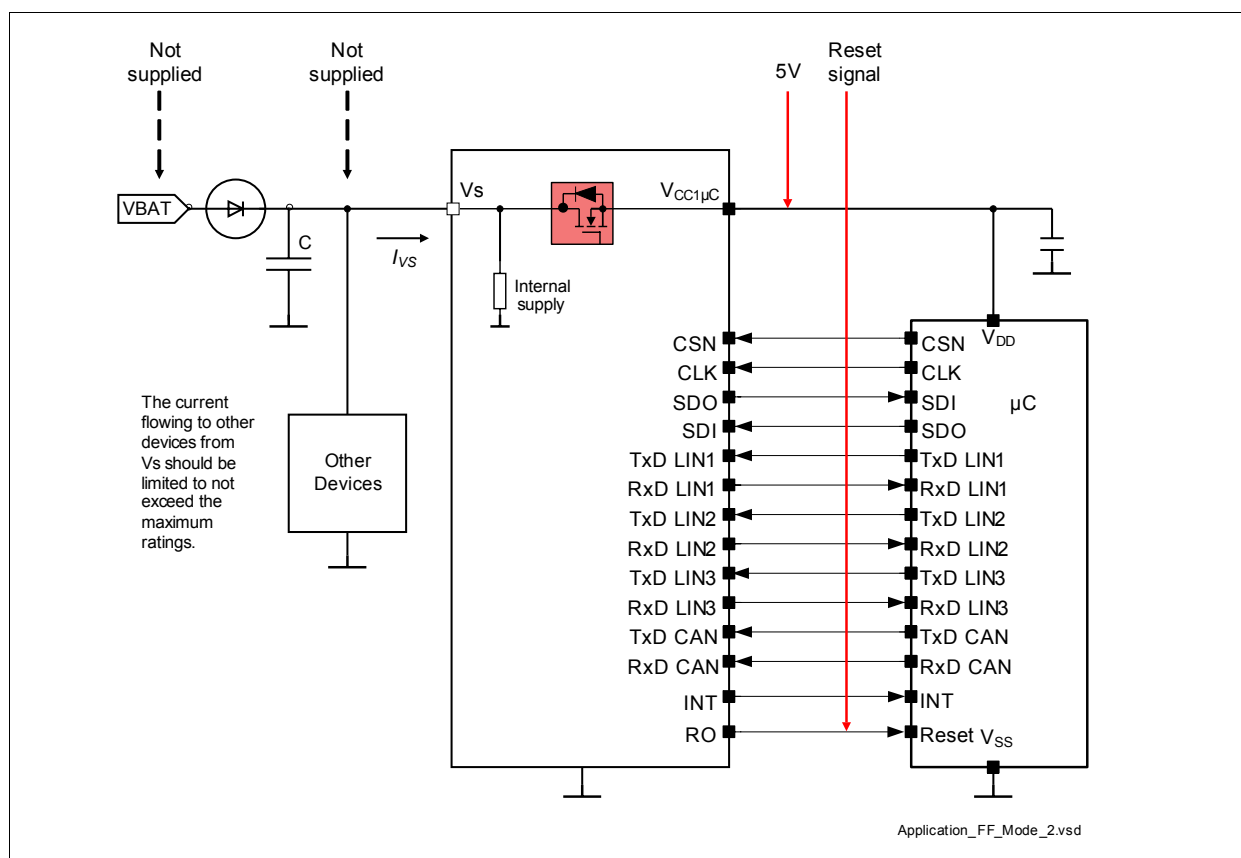 Not
supplied
Not
supplied
5V
Reset
signal
VBAT
Vs
VCC1µC
C
IVS
Internal
supply
The current
flowing to other
devices from
Vs should be
limited to not
exceed the
maximum
ratings.
Other
Devices
CSN
CLK
SDO
SDI
TxD LIN1
RxD LIN1
TxD LIN2
RxD LIN2
TxD LIN3
RxD LIN3
TxD CAN
RxD CAN
INT
RO
VDD
µC
CSN
CLK
SDI
SDO
TxD LIN1
RxD LIN1
TxD LIN2
RxD LIN2
TxD LIN3
RxD LIN3
TxD CAN
RxD CAN
INT
Reset VSS
Application_FF_Mode_2.vsd